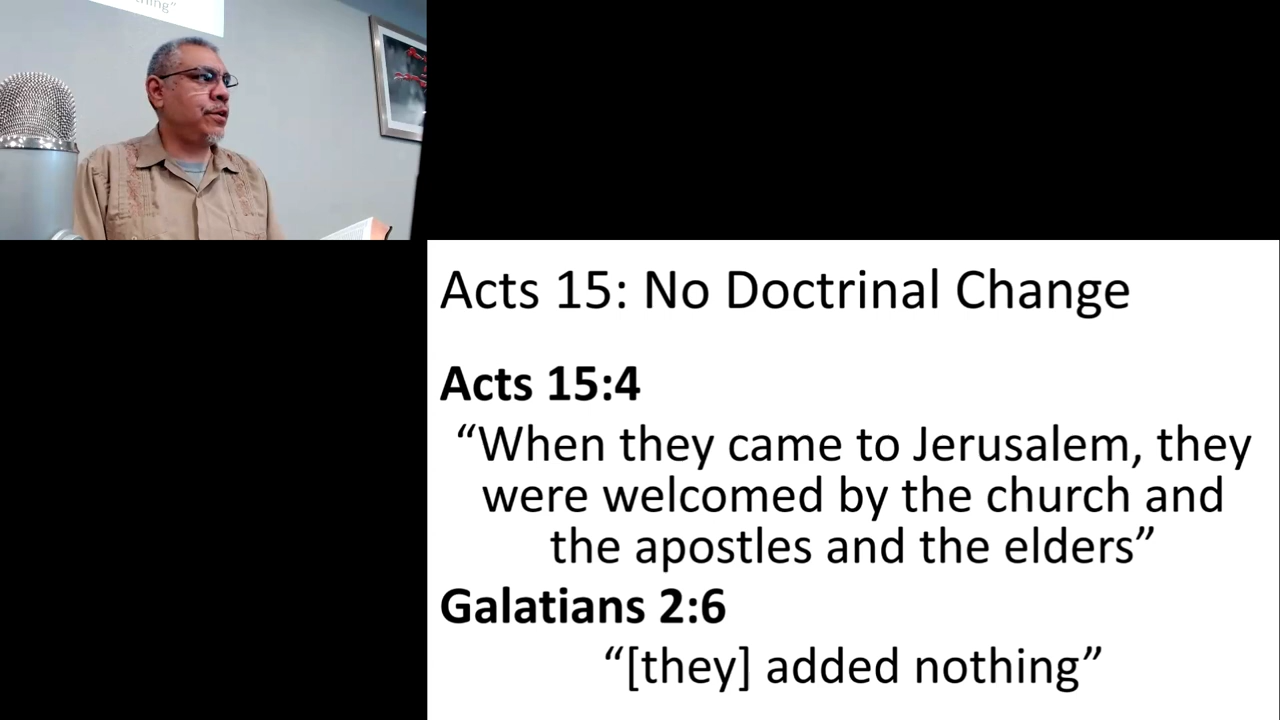 thing”
Acts 15: No Doctrinal Change
Acts 15:4
“When they came to Jerusalem, they
were welcomed by the church and
the apostles and the elders”
Galatians 2:6
“[they] added nothing”